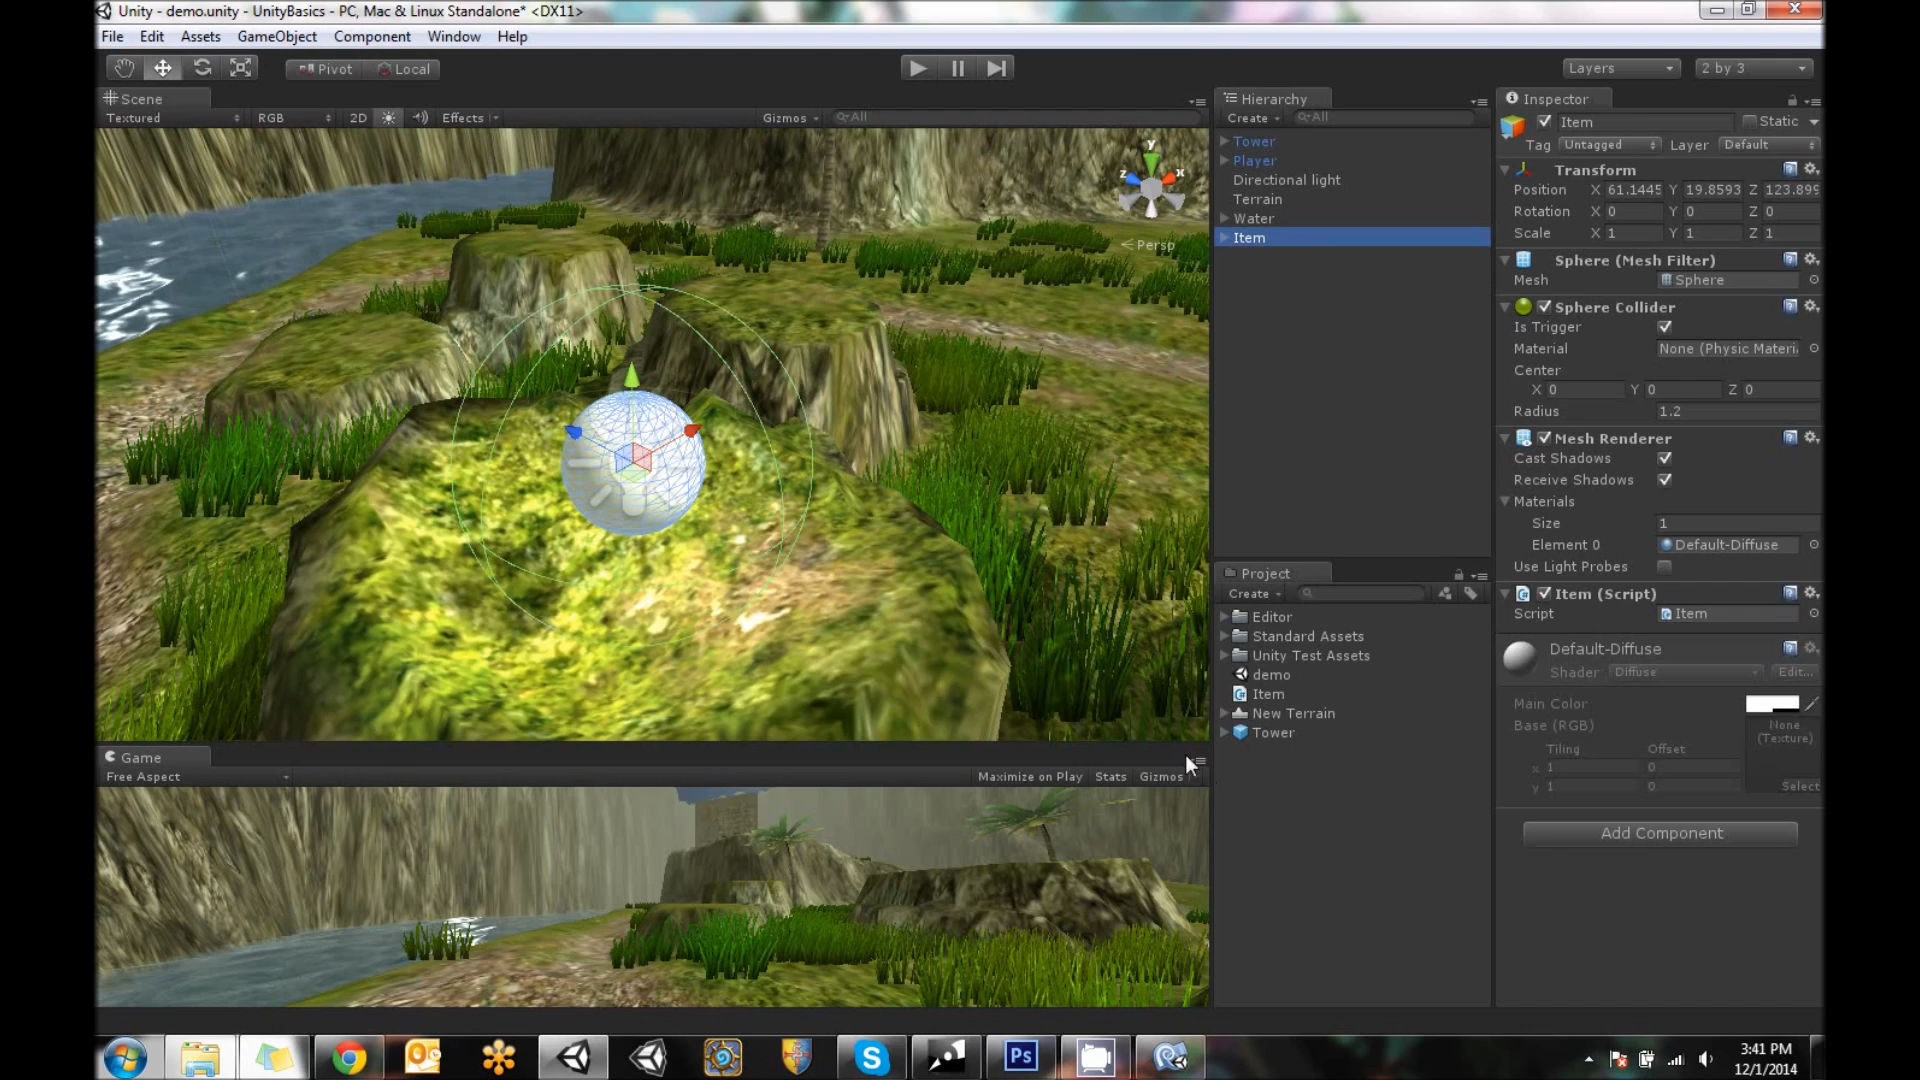 Unity - demo.unity - UnityBasics - PC, Mac & Linux Standalone* <DX11>
File Edit Assets GameObject Component Window Help
Pivot Local
Layers 2 by 3
Scene
Textured RGB 2D Effects Gizmos All
y
z x
Persp
Hierarchy
Create All
Tower
Player
Directional light
Terrain
Water
Item
Project
Create
Editor
Standard Assets
Unity Test Assets
demo
Item
New Terrain
Tower
Inspector
Item Static
Tag Untagged Layer Default
Transform
Position X 61.1445 Y 19.8593 Z 123.899
Rotation X 0 Y 0 Z 0
Scale X 1 Y 1 Z 1
Sphere (Mesh Filter)
Mesh Sphere
Sphere Collider
Is Trigger
Material None (Physic Materi
Center
X 0 Y 0 Z 0
Radius 1.2
Mesh Renderer
Cast Shadows
Receive Shadows
Materials
Size 1
Element 0 Default-Diffuse
Use Light Probes
Item (Script)
Script Item
Default-Diffuse
Shader Diffuse Edit...
Main Color
Base (RGB) None (Texture)
Tiling Offset
x 1 0
y 1 0 Select
Add Component
Game
Free Aspect Maximize on Play Stats Gizmos
Ps
3:41 PM
12/1/2014